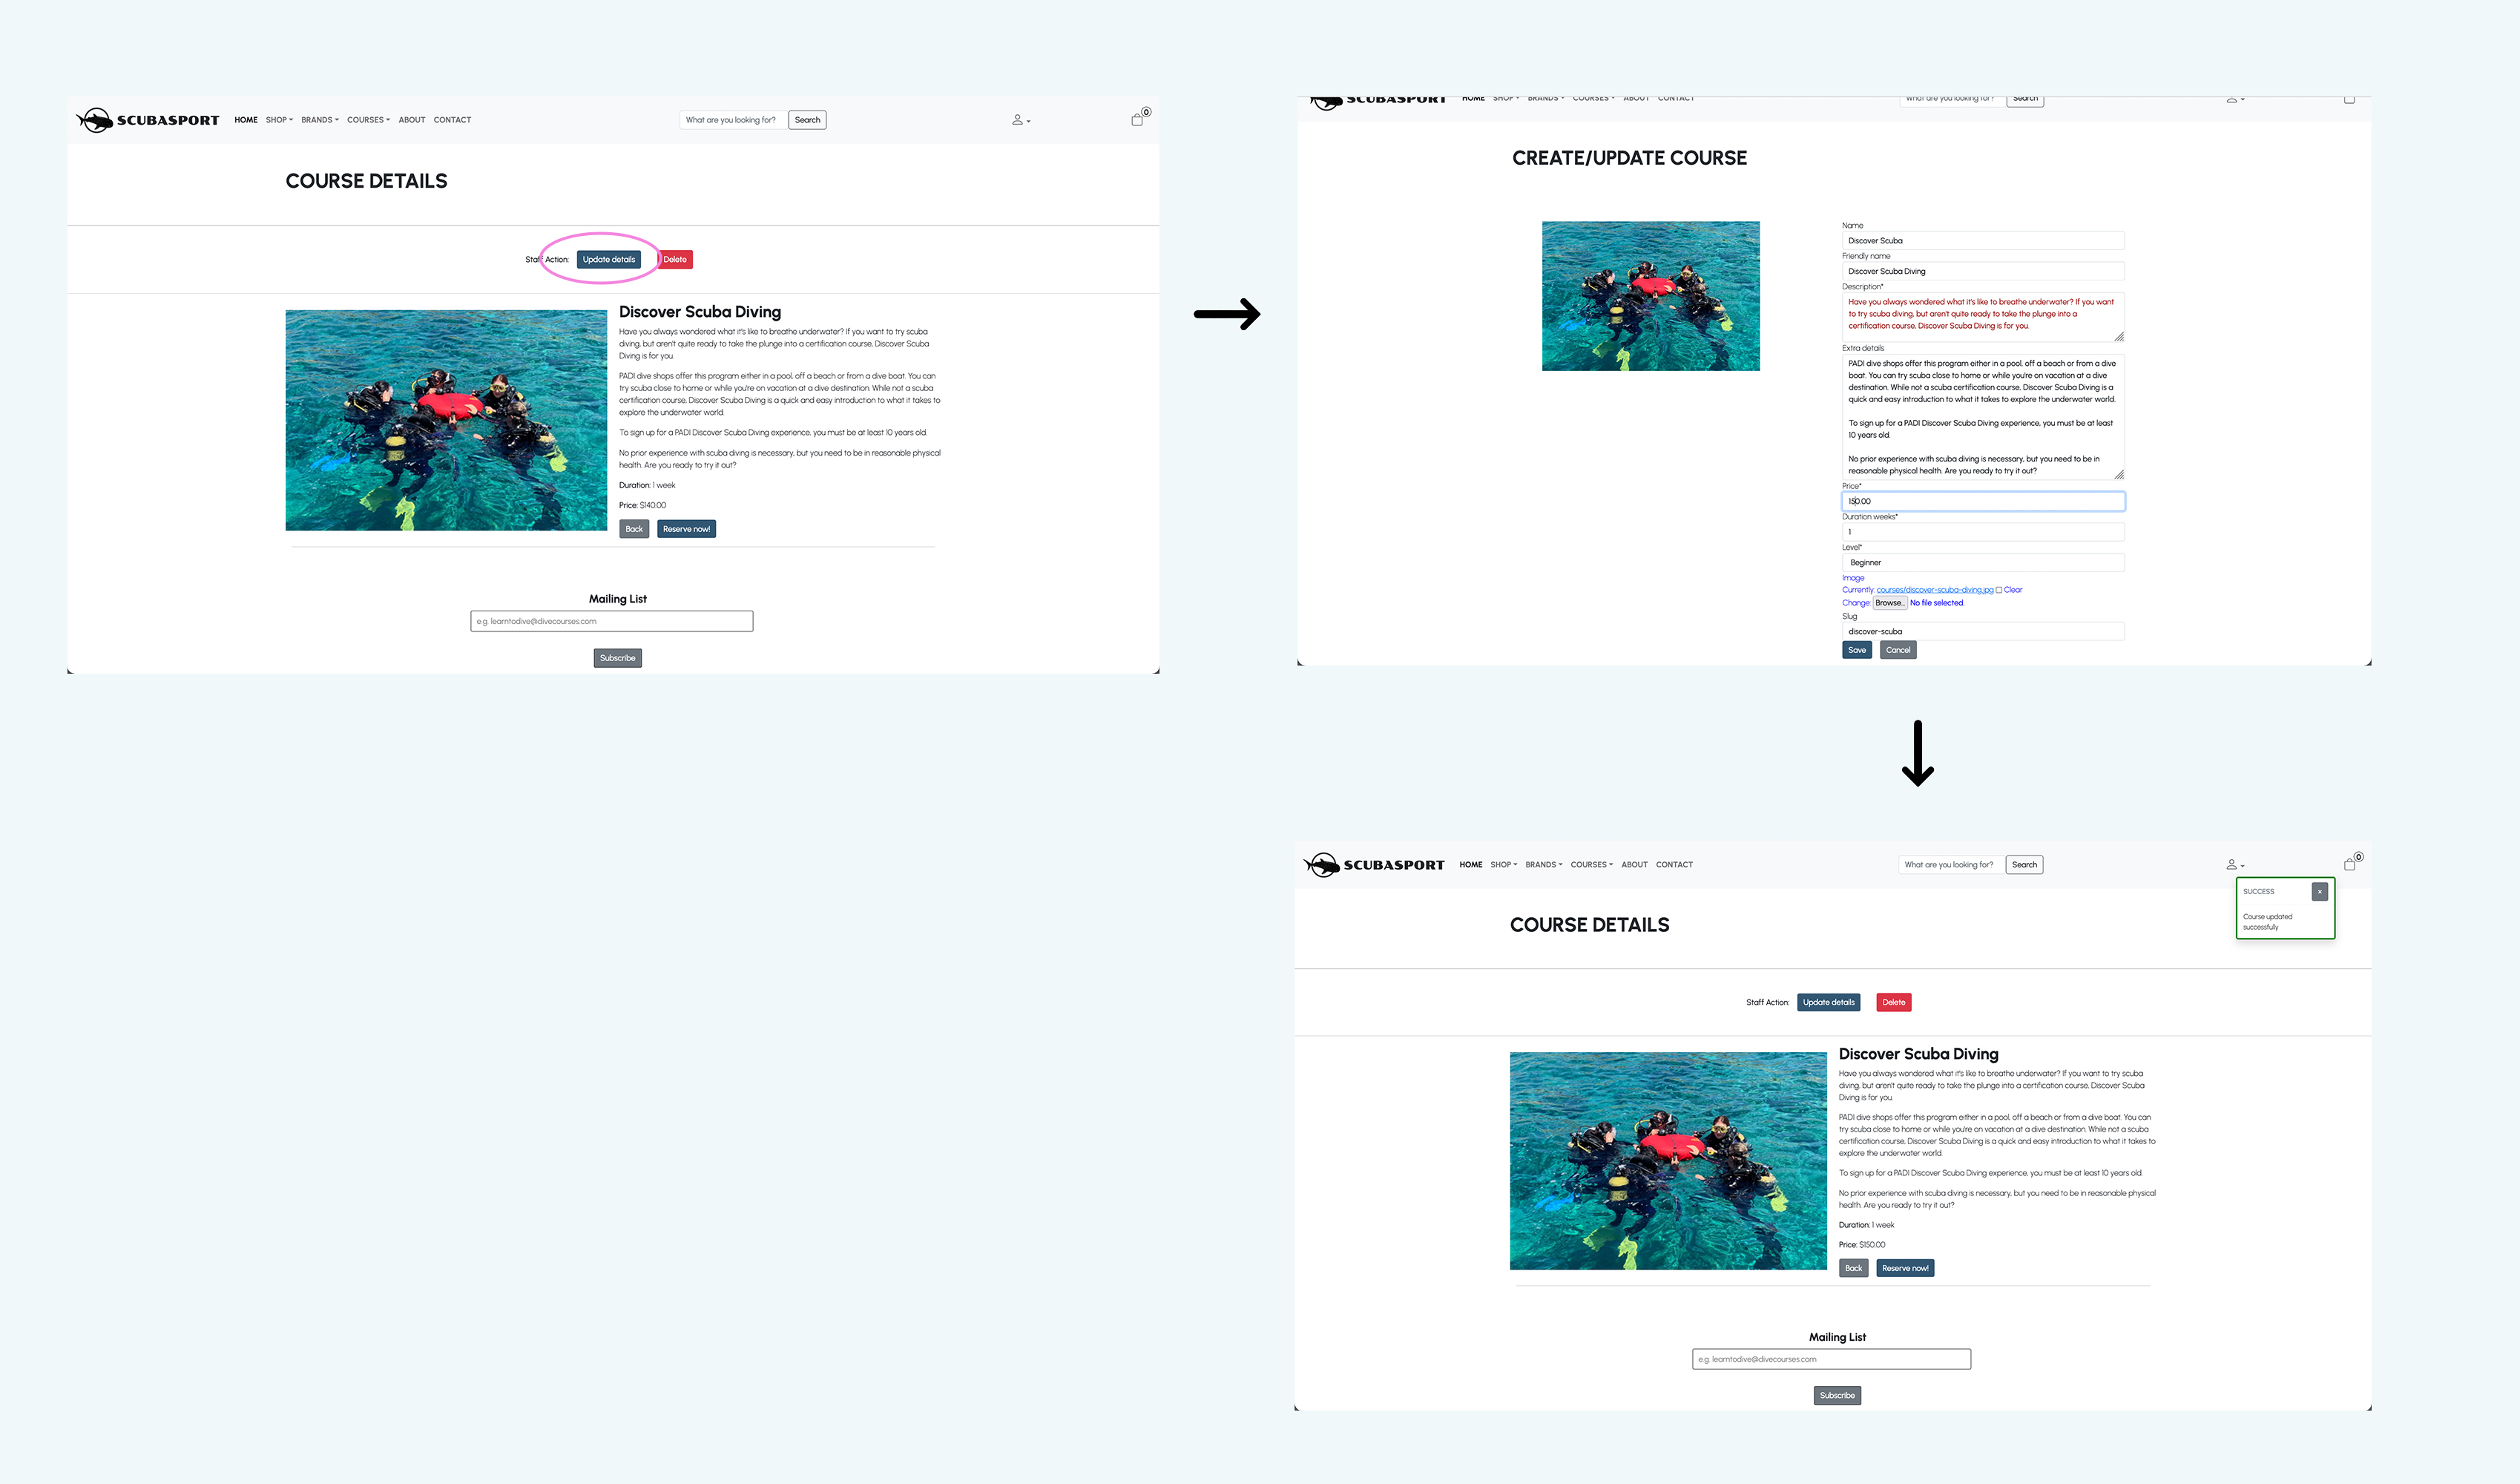 SCUBASPORT HOME SHOP BRANDS COURSES ABOUT CONTACT What are you looking for? Search 0
COURSE DETAILS
Staff Action: Update details Delete
Discover Scuba Diving
Have you always wondered what it's like to breathe underwater? If you want to try scuba
diving, but aren't quite ready to take the plunge into a certification course, Discover Scuba
Diving is for you.
PADI dive shops offer this program either in a pool, off a beach or from a dive boat. You can
try scuba close to home or while you're on vacation at a dive destination. While not a scuba
certification course, Discover Scuba Diving is a quick and easy introduction to what it takes to
explore the underwater world.
To sign up for a PADI Discover Scuba Diving experience, you must be at least 10 years old.
No prior experience with scuba diving is necessary, but you need to be in reasonable physical
health. Are you ready to try it out?
Duration: 1 week
Price: $140.00
Back Reserve now!
Mailing List
e.g. learntodive@divecourses.com
Subscribe
SCUBASPORT HOME SHOP BRANDS COURSES ABOUT CONTACT What are you looking for? Search
CREATE/UPDATE COURSE
Name
Discover Scuba
Friendly name
Discover Scuba Diving
Description*
Have you always wondered what it's like to breathe underwater? If you want
to try scuba diving, but aren't quite ready to take the plunge into a
certification course, Discover Scuba Diving is for you.
Extra details
PADI dive shops offer this program either in a pool, off a beach or from a dive
boat. You can try scuba close to home or while you're on vacation at a dive
destination. While not a scuba certification course, Discover Scuba Diving is a
quick and easy introduction to what it takes to explore the underwater world.
To sign up for a PADI Discover Scuba Diving experience, you must be at least
10 years old.
No prior experience with scuba diving is necessary, but you need to be in
reasonable physical health. Are you ready to try it out?
Price*
150.00
Duration weeks*
1
Level*
Beginner
Image
Currently: courses/discover-scuba-diving.jpg Clear
Change: Browse... No file selected.
Slug
discover-scuba
Save Cancel
SCUBASPORT HOME SHOP BRANDS COURSES ABOUT CONTACT What are you looking for? Search 0
SUCCESS ×
Course updated
successfully
COURSE DETAILS
Staff Action: Update details Delete
Discover Scuba Diving
Have you always wondered what it's like to breathe underwater? If you want to try scuba
diving, but aren't quite ready to take the plunge into a certification course, Discover Scuba
Diving is for you.
PADI dive shops offer this program either in a pool, off a beach or from a dive boat. You can
try scuba close to home or while you're on vacation at a dive destination. While not a scuba
certification course, Discover Scuba Diving is a quick and easy introduction to what it takes to
explore the underwater world.
To sign up for a PADI Discover Scuba Diving experience, you must be at least 10 years old.
No prior experience with scuba diving is necessary, but you need to be in reasonable physical
health. Are you ready to try it out?
Duration: 1 week
Price: $150.00
Back Reserve now!
Mailing List
e.g. learntodive@divecourses.com
Subscribe